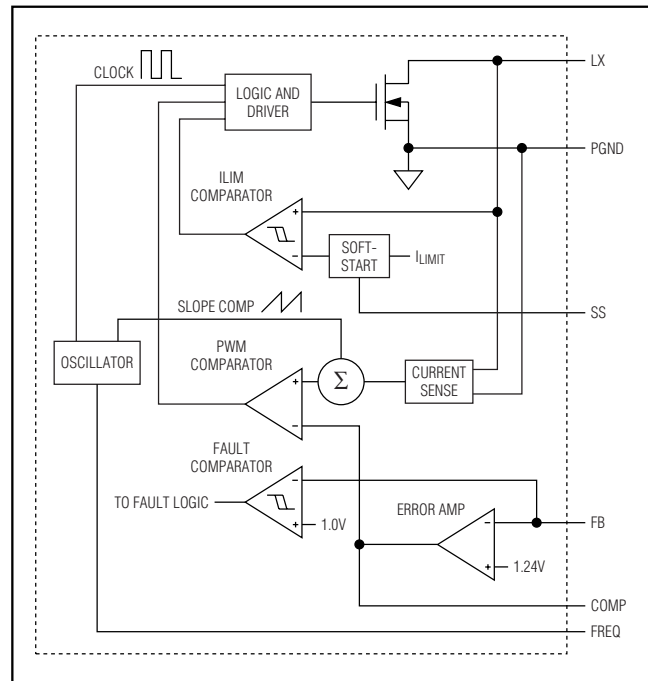 CLOCK
LX
LOGIC AND
DRIVER
PGND
ILIM
COMPARATOR
+
−
SOFT-
START
ILIMIT
SS
SLOPE COMP
OSCILLATOR
PWM
COMPARATOR
+
−
Σ
CURRENT
SENSE
FAULT
COMPARATOR
−
+
TO FAULT LOGIC
1.0V
ERROR AMP
−
+
FB
1.24V
COMP
FREQ